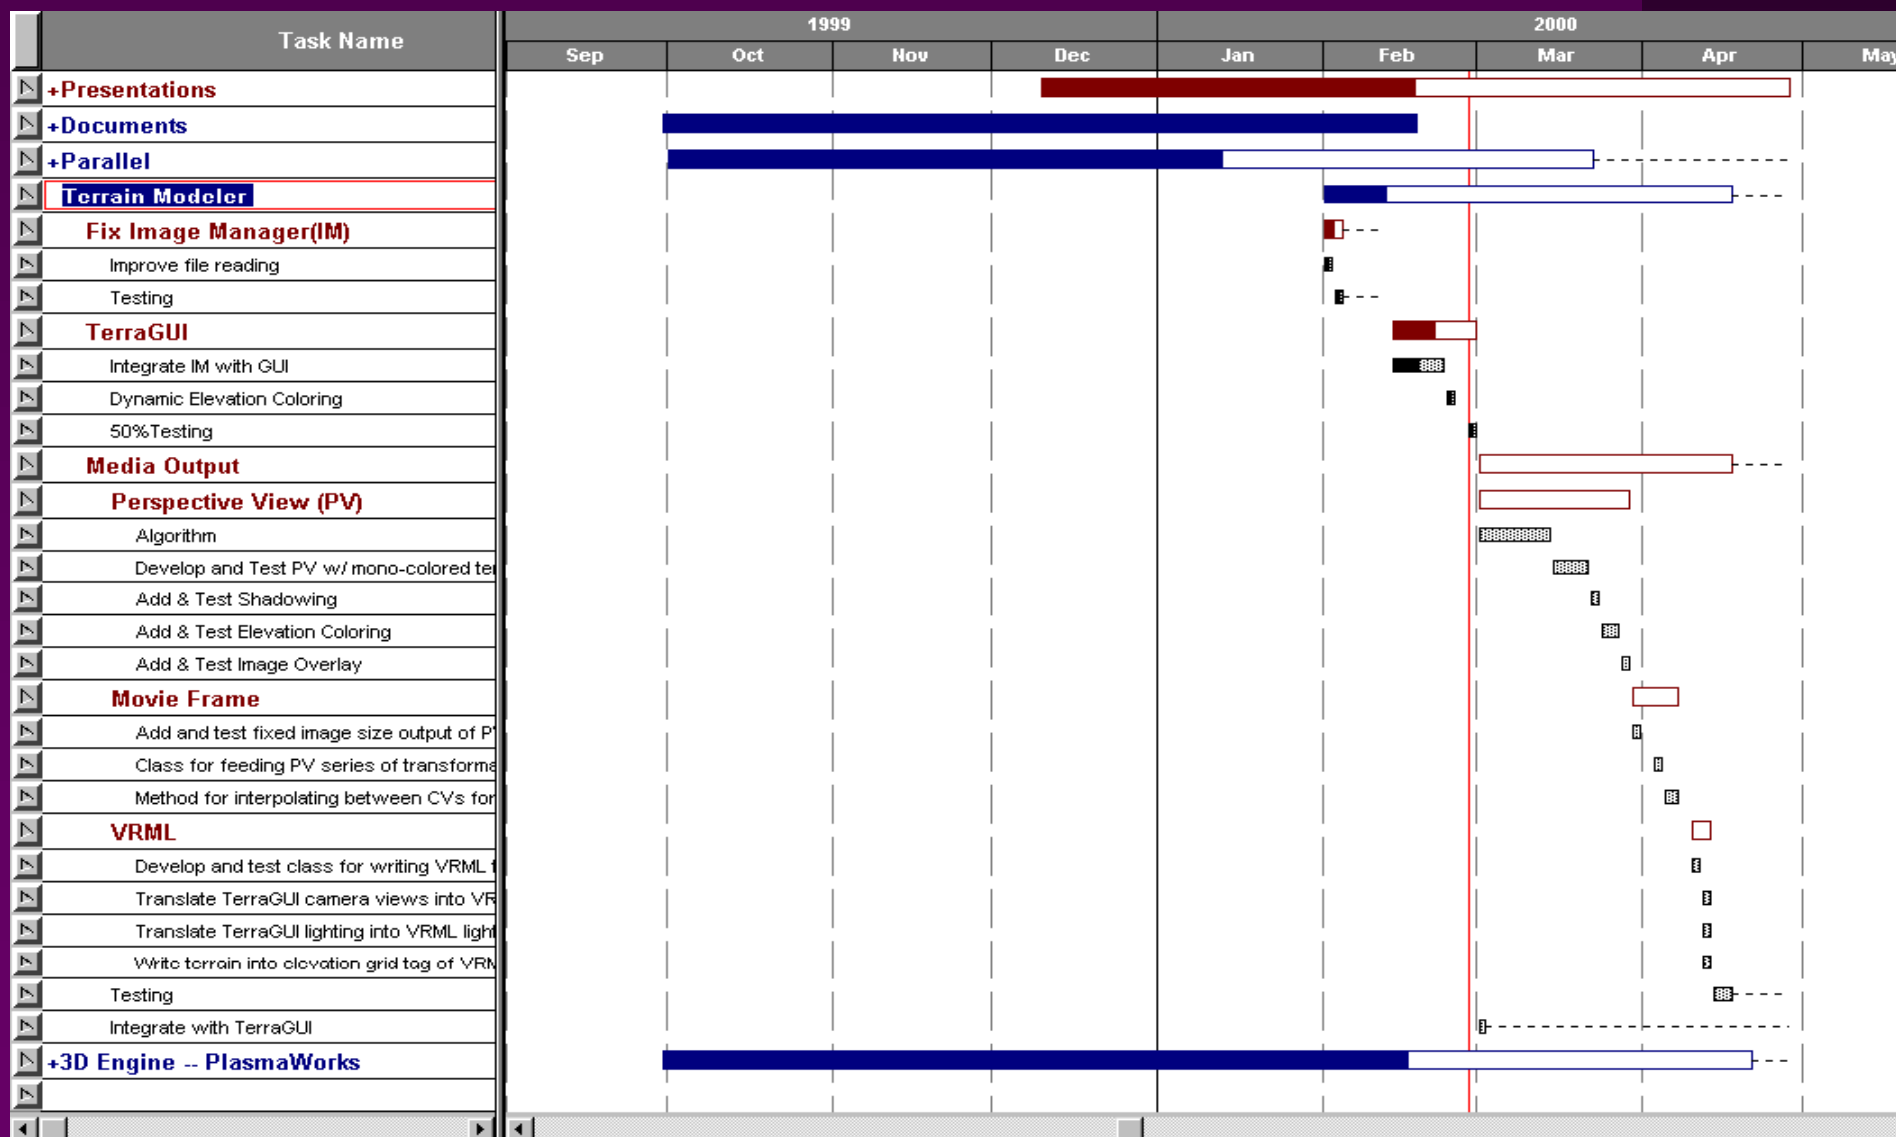 Task Name
1999
2000
Sep Oct Nov Dec Jan Feb Mar Apr May
+Presentations
+Documents
+Parallel
Terrain Modeler
Fix Image Manager(IM)
Improve file reading
Testing
TerraGUI
Integrate IM with GUI
Dynamic Elevation Coloring
50%Testing
Media Output
Perspective View (PV)
Algorithm
Develop and Test PV w/ mono-colored
Add & Test Shadowing
Add & Test Elevation Coloring
Add & Test Image Overlay
Movie Frame
Add and test fixed image size output of
Class for feeding PV series of
Method for interpolating between CVs for
VRML
Develop and test class for writing VRML
Translate TerraGUI camera views into
Translate TerraGUI lighting into VRML
Write terrain into elevation grid tag of
Testing
Integrate with TerraGUI
+3D Engine -- PlasmaWorks